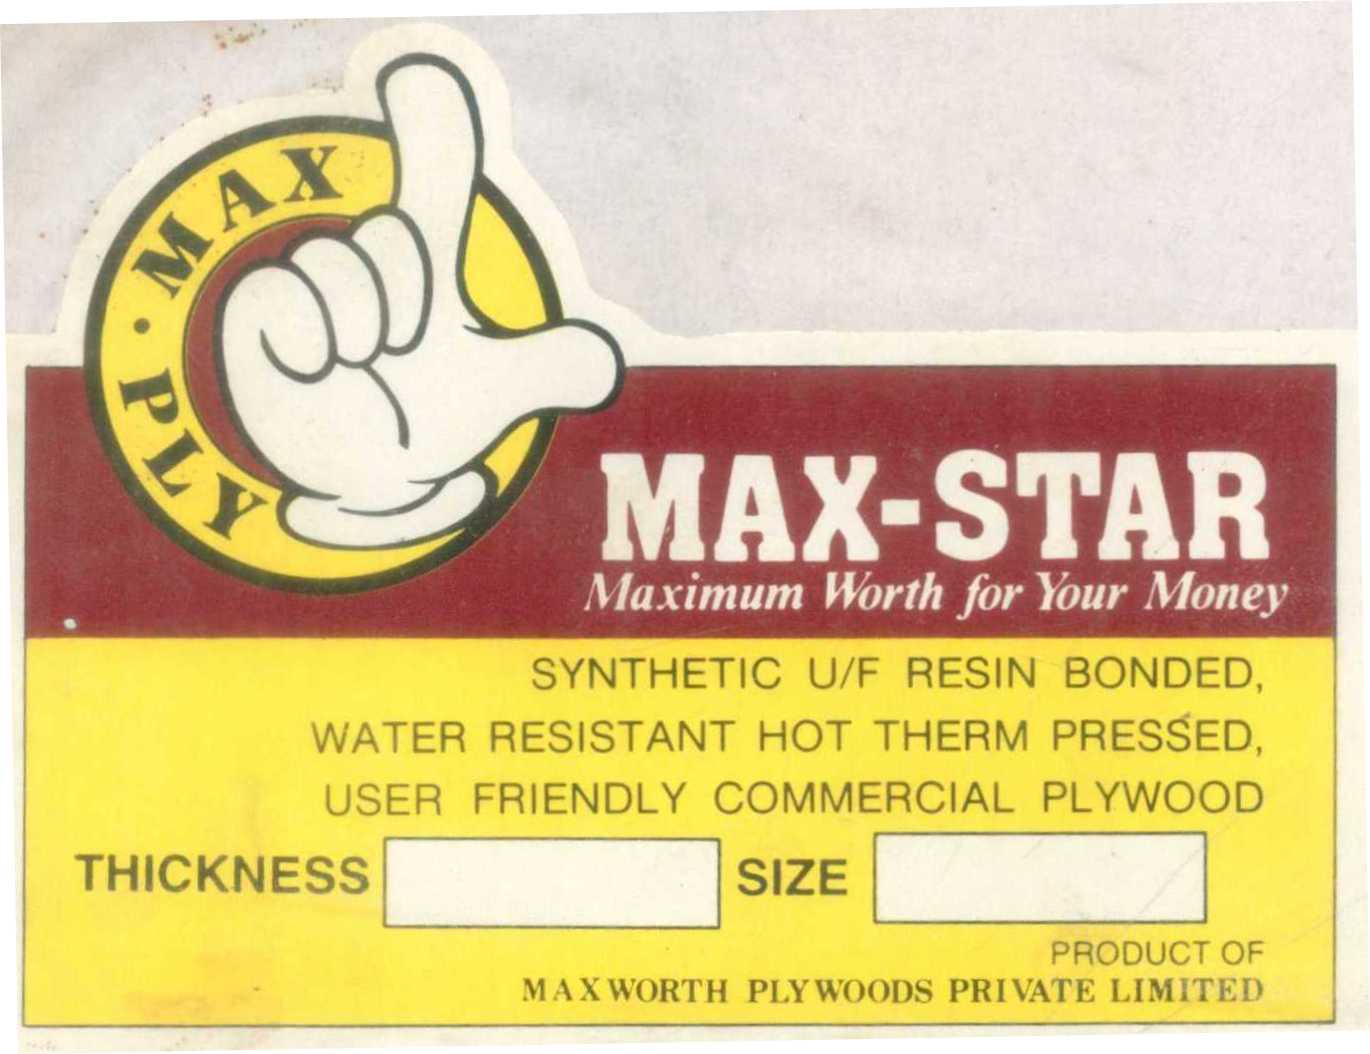 MAX
PLY
MAX-STAR
Maximum Worth for Your Money
SYNTHETIC U/F RESIN BONDED,
WATER RESISTANT HOT THERM PRESSED,
USER FRIENDLY COMMERCIAL PLYWOOD
THICKNESS SIZE
PRODUCT OF
MAXWORTH PLYWOODS PRIVATE LIMITED